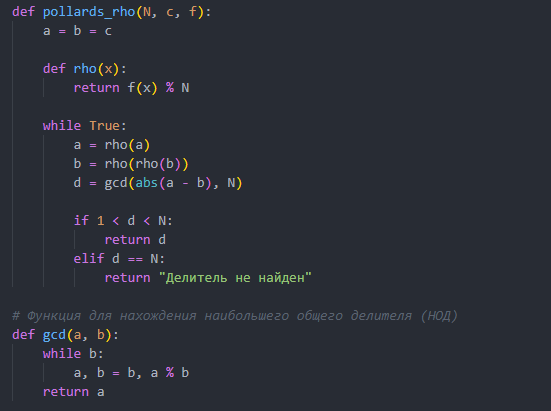 def pollards_rho(N, c, f):
    a = b = c

    def rho(x):
        return f(x) % N

    while True:
        a = rho(a)
        b = rho(rho(b))
        d = gcd(abs(a - b), N)

        if 1 < d < N:
            return d
        elif d == N:
            return "Делитель не найден"

# Функция для нахождения наибольшего общего делителя (НОД)
def gcd(a, b):
    while b:
        a, b = b, a % b
    return a